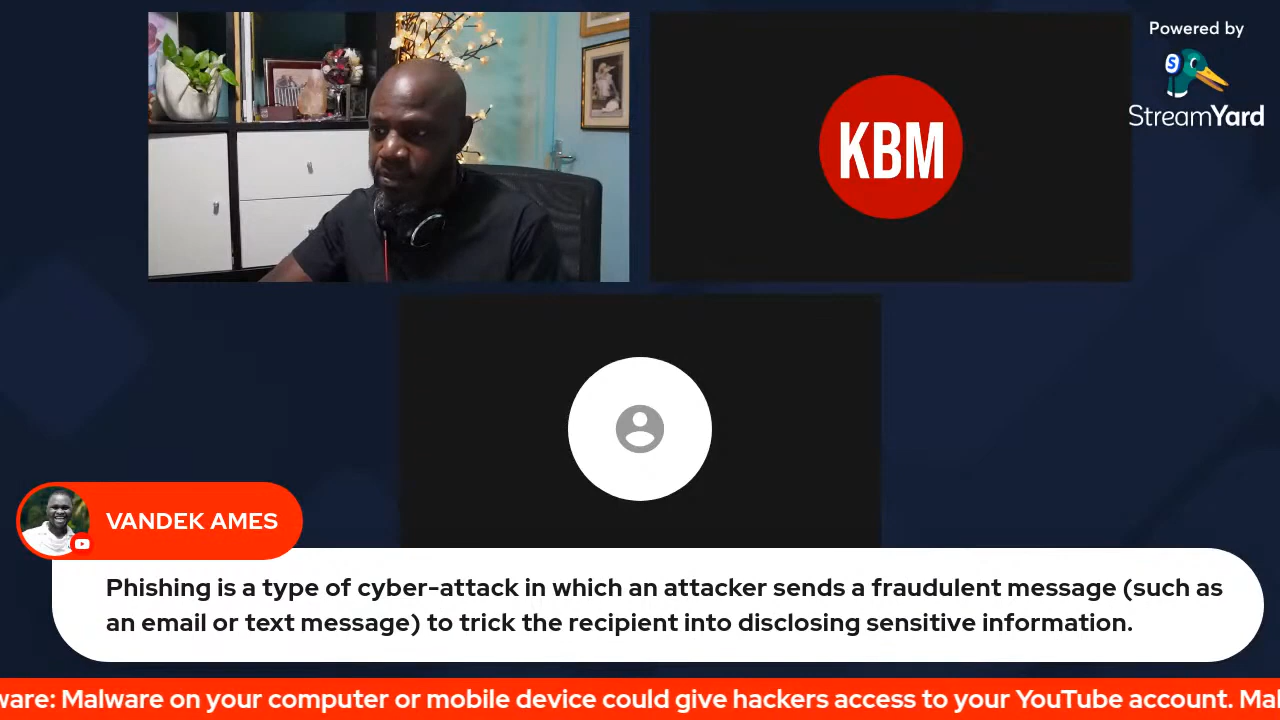 Powered by
S
StreamYard
KBM
VANDEK AMES
Phishing is a type of cyber-attack in which an attacker sends a fraudulent message (such as
an email or text message) to trick the recipient into disclosing sensitive information.
ware: Malware on your computer or mobile device could give hackers access to your YouTube account. Mal